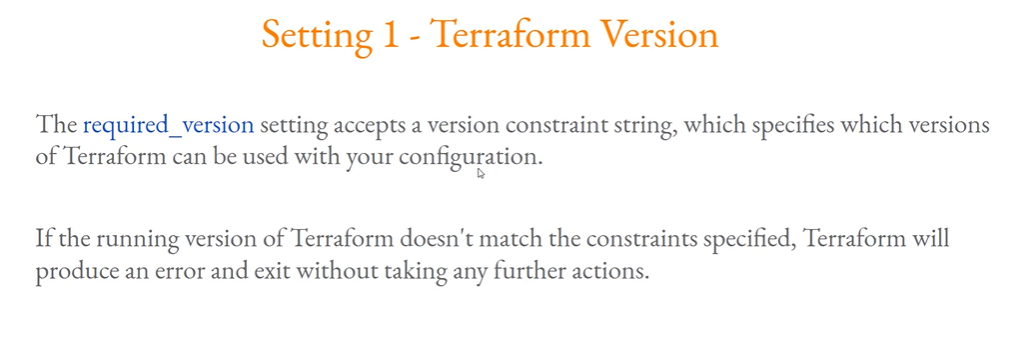 Setting 1 - Terraform Version
The required_version setting accepts a version constraint string, which specifies which versions
of Terraform can be used with your configuration.
If the running version of Terraform doesn't match the constraints specified, Terraform will
produce an error and exit without taking any further actions.